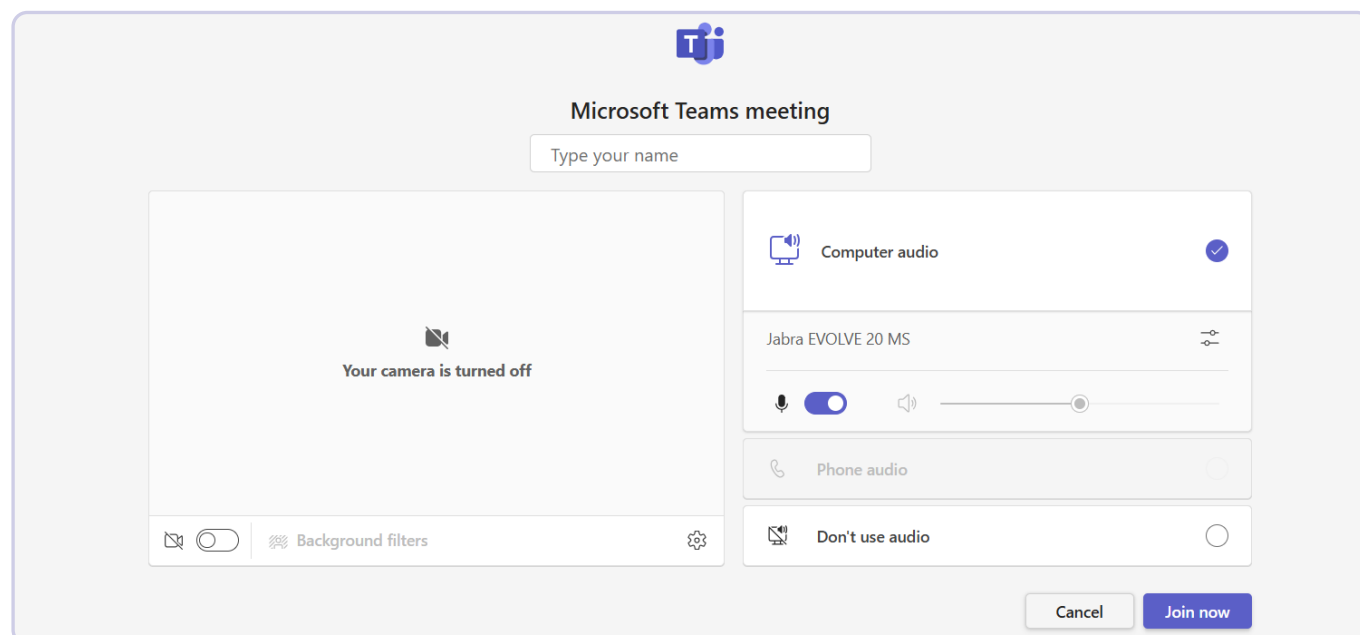 T
Microsoft Teams meeting
Type your name
Your camera is turned off
Background filters
Computer audio
Jabra EVOLVE 20 MS
Phone audio
Don't use audio
Cancel
Join now